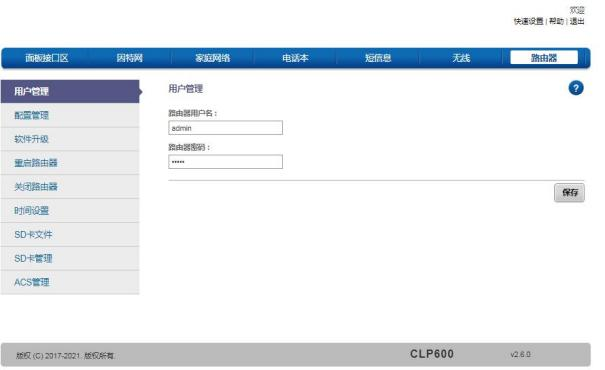 欢迎
快速设置 | 帮助 | 退出
面板接口区 因特网 家庭网络 电话本 短信息 无线 路由器
用户管理
配置管理
软件升级
重启路由器
关闭路由器
时间设置
SD卡文件
SD卡管理
ACS管理
用户管理
?
路由器用户名：
admin
路由器密码：
•••••
保存
版权 (C) 2017-2021. 版权所有.
CLP600
v2.6.0